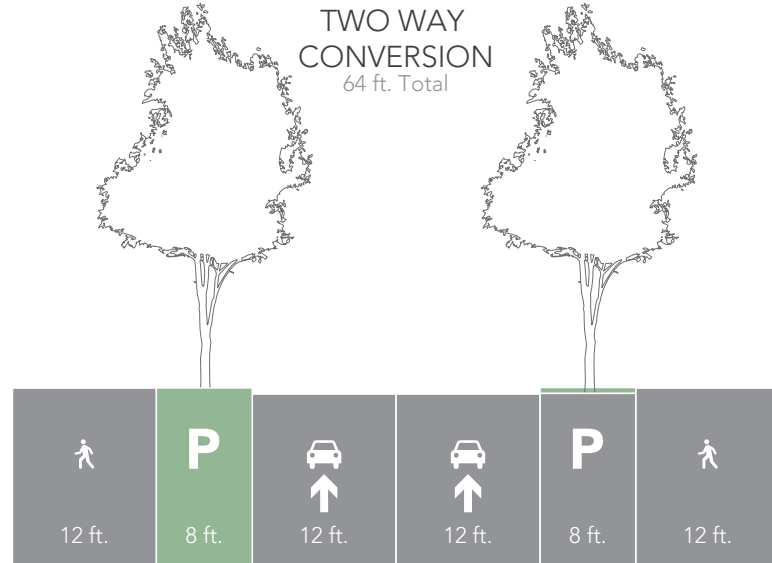 TWO WAY
CONVERSION
64 ft. Total
P
P
12 ft.
8 ft.
12 ft.
12 ft.
8 ft.
12 ft.